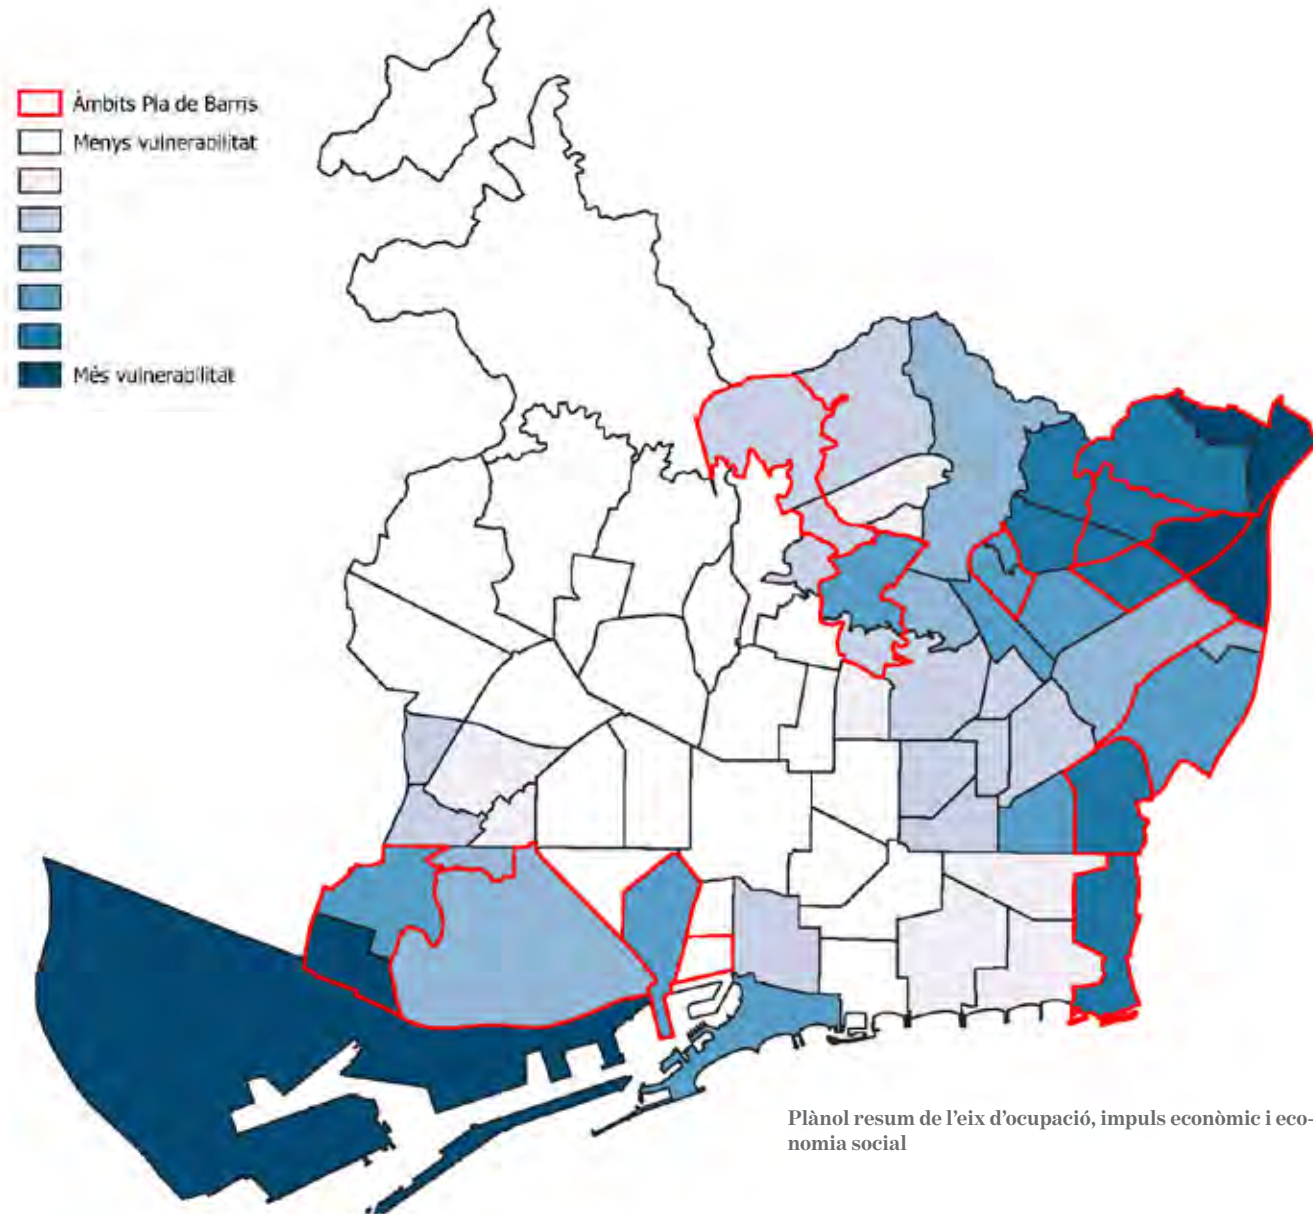 Àmbits Pla de Barris
Menys vulnerabilitat
Més vulnerabilitat
Plànol resum de l'eix d'ocupació, impuls econòmic i eco-
nomia social